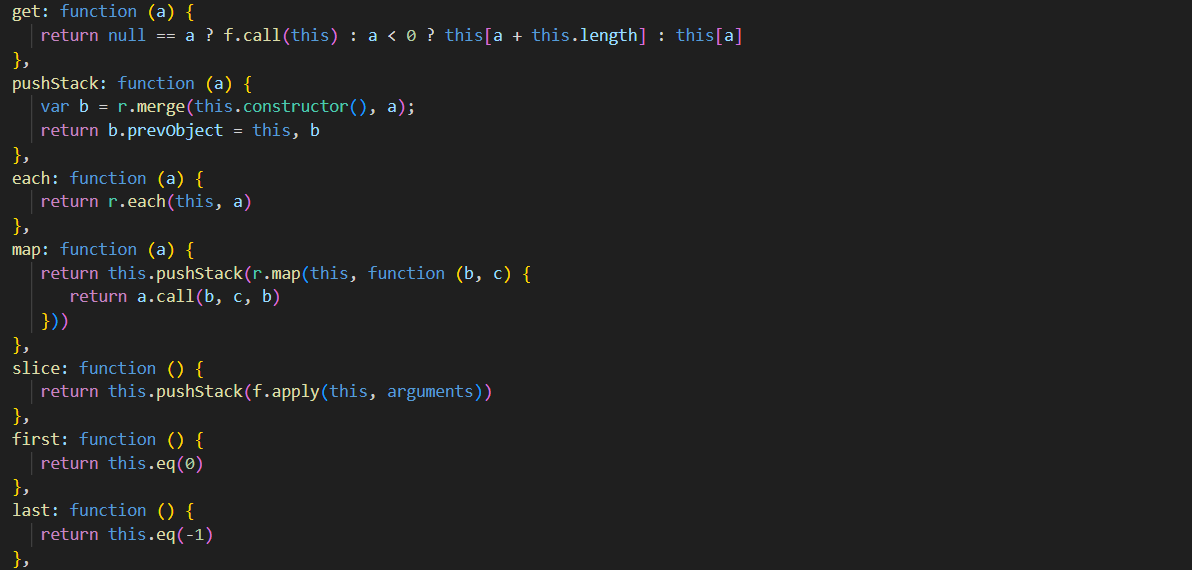 get: function (a) {
return null == a ? f.call(this) : a < 0 ? this[a + this.length] : this[a]
},
pushStack: function (a) {
var b = r.merge(this.constructor(), a);
return b.prevObject = this, b
},
each: function (a) {
return r.each(this, a)
},
map: function (a) {
return this.pushStack(r.map(this, function (b, c) {
return a.call(b, c, b)
}))
},
slice: function () {
return this.pushStack(f.apply(this, arguments))
},
first: function () {
return this.eq(0)
},
last: function () {
return this.eq(-1)
},